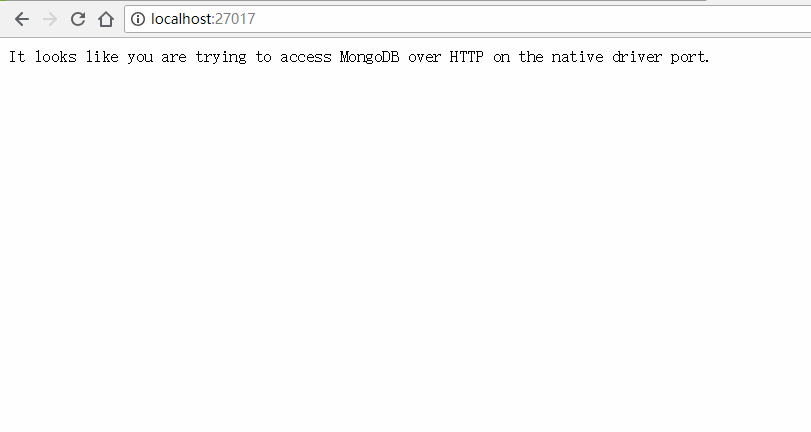 localhost:27017
It looks like you are trying to access MongoDB over HTTP on the native driver port.